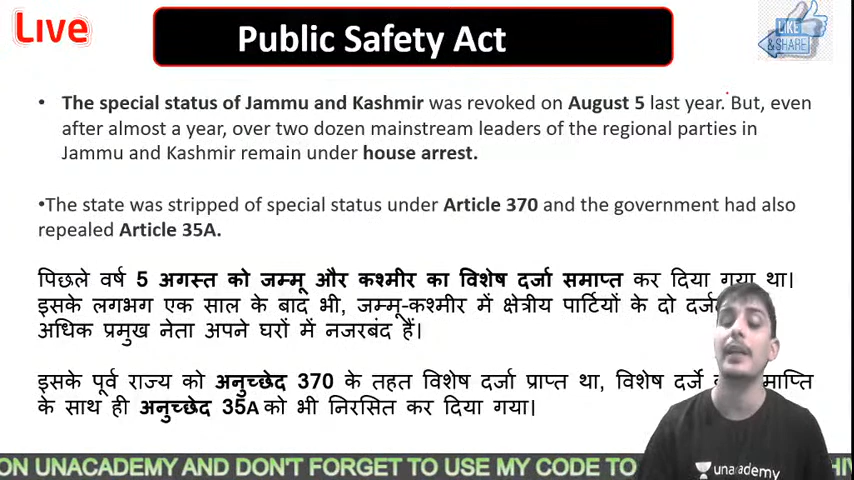 Live
Public Safety Act
LIKE
& SHARE
• The special status of Jammu and Kashmir was revoked on August 5 last year. But, even
after almost a year, over two dozen mainstream leaders of the regional parties in
Jammu and Kashmir remain under house arrest.
•The state was stripped of special status under Article 370 and the government had also
repealed Article 35A.
पिछले वर्ष 5 अगस्त को जम्मू और कश्मीर का विशेष दर्जा समाप्त कर दिया गया था।
इसके लगभग एक साल के बाद भी, जम्मू-कश्मीर में क्षेत्रीय पार्टियों के दो
अधिक प्रमुख नेता अपने घरों में नजरबंद हैं।
इसके पूर्व राज्य को अनुच्छेद 370 के तहत विशेष दर्जा प्राप्त था, विशेष दर्जे
के साथ ही अनुच्छेद 35A को भी निरसित कर दिया गया।
unacademy
ON UNACADEMY AND DON'T FORGET TO USE MY CODE TO